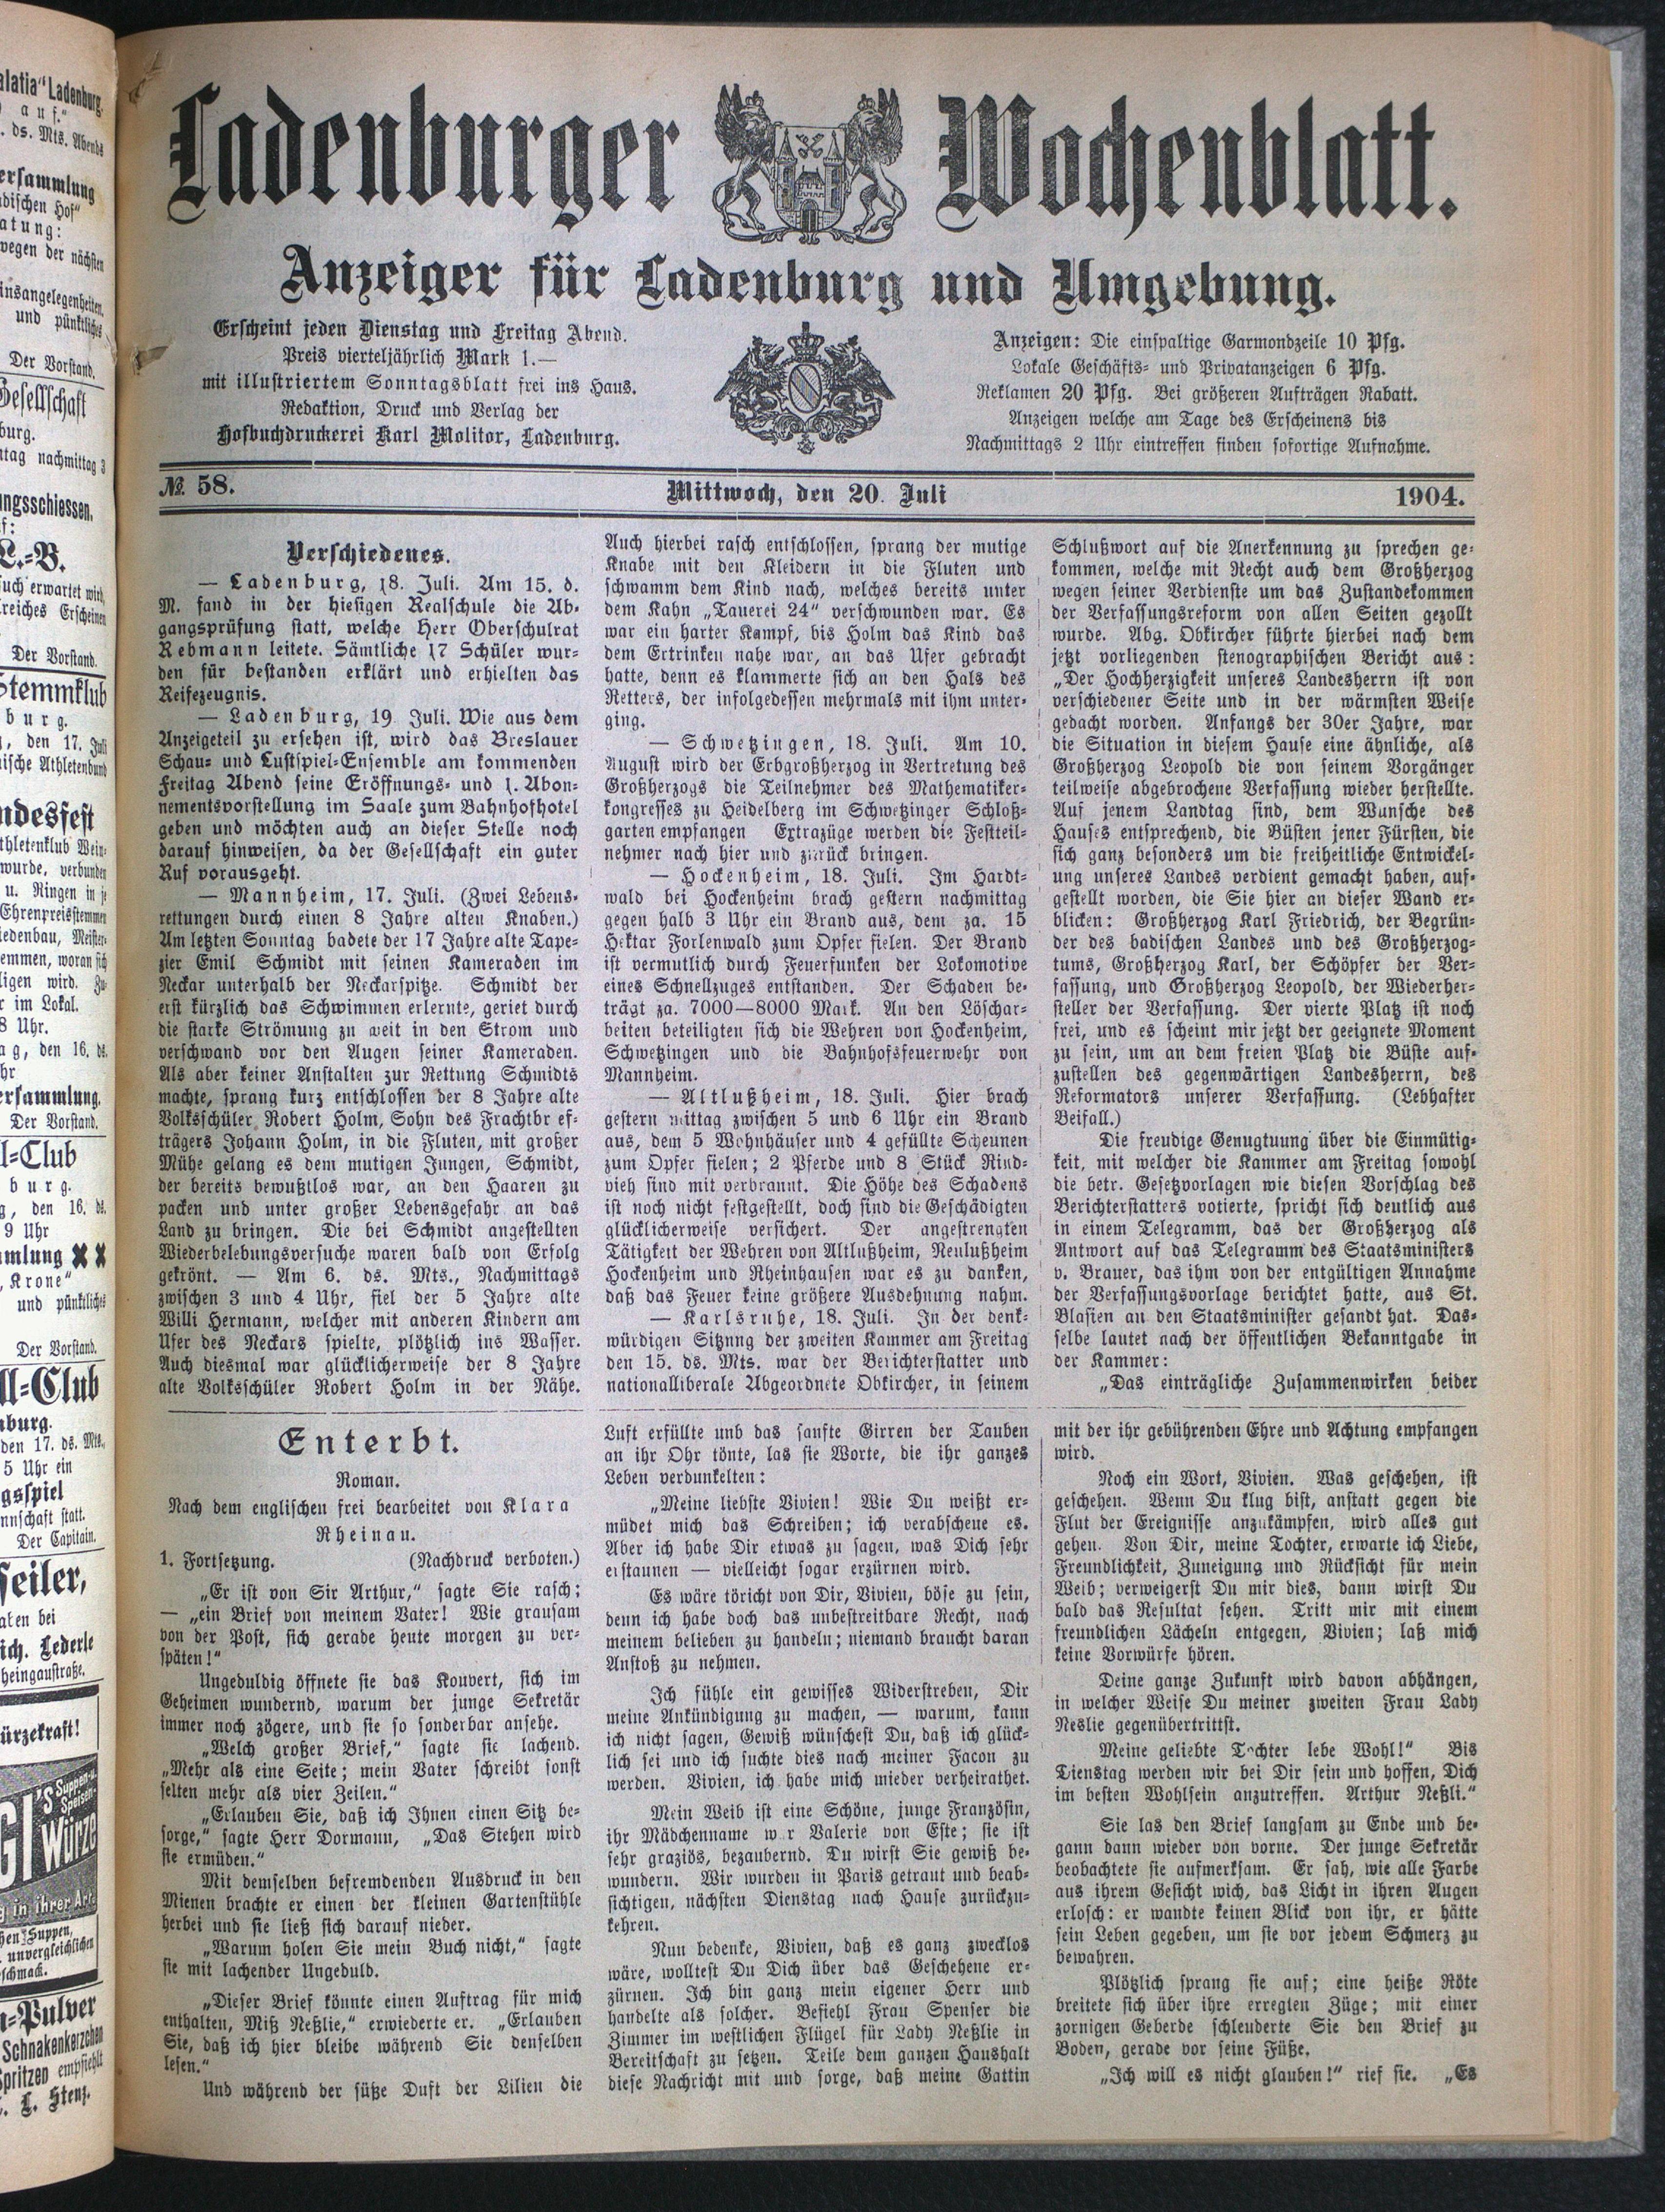 Ladenburger Wochenblatt.
Anzeiger für Ladenburg und Umgebung.
Erscheint jeden Dienstag und Freitag Abend.
Preis vierteljährlich Mark 1.—
mit illustriertem Sonntagsblatt frei ins Haus.
Redaktion, Druck und Verlag der
Hofbuchdruckerei Karl Molitor, Ladenburg.
Anzeigen: Die einspaltige Garmondzeile 10 Pfg.
Lokale Geschäfts- und Privatanzeigen 6 Pfg.
Reklamen 20 Pfg. Bei größeren Aufträgen Rabatt.
Anzeigen welche am Tage des Erscheinens bis
Nachmittags 2 Uhr eintreffen finden sofortige Aufnahme.
№ 58. Mittwoch, den 20. Juli 1904.
Verschiedenes.
— Ladenburg, 18. Juli. Am 15. d.
M. fand in der hiesigen Realschule die Ab-
gangsprüfung statt, welche Herr Oberschulrat
Rebmann leitete. Sämtliche 17 Schüler wur-
den für bestanden erklärt und erhielten das
Reifezeugnis.
— Ladenburg, 19 Juli. Wie aus dem
Anzeigeteil zu ersehen ist, wird das Breslauer
Schau- und Lustspiel-Ensemble am kommenden
Freitag Abend seine Eröffnungs- und 1. Abon-
nementsvorstellung im Saale zum Bahnhofhotel
geben und möchten auch an dieser Stelle noch
darauf hinweisen, da der Gesellschaft ein guter
Ruf vorausgeht.
— Mannheim, 17. Juli. (Zwei Lebens-
rettungen durch einen 8 Jahre alten Knaben.)
Am letzten Sonntag badete der 17 Jahre alte Tape-
zier Emil Schmidt mit seinen Kameraden im
Neckar unterhalb der Neckarspitze. Schmidt der
erst kürzlich das Schwimmen erlernte, geriet durch
die starke Strömung zu weit in den Strom und
verschwand vor den Augen seiner Kameraden.
Als aber keiner Anstalten zur Rettung Schmidts
machte, sprang kurz entschlossen der 8 Jahre alte
Volksschüler Robert Holm, Sohn des Frachtbr ef-
trägers Johann Holm, in die Fluten, mit großer
Mühe gelang es dem mutigen Jungen, Schmidt,
der bereits bewußtlos war, an den Haaren zu
packen und unter großer Lebensgefahr an das
Land zu bringen. Die bei Schmidt angestellten
Wiederbelebungsversuche waren bald von Erfolg
gekrönt. — Am 6. ds. Mts., Nachmittags
zwischen 3 und 4 Uhr, fiel der 5 Jahre alte
Willi Hermann, welcher mit anderen Kindern am
Ufer des Neckars spielte, plötzlich ins Wasser.
Auch diesmal war glücklicherweise der 8 Jahre
alte Volksschüler Robert Holm in der Nähe.
Auch hierbei rasch entschlossen, sprang der mutige
Knabe mit den Kleidern in die Fluten und
schwamm dem Kind nach, welches bereits unter
dem Kahn „Tauerei 24“ verschwunden war. Es
war ein harter Kampf, bis Holm das Kind das
dem Ertrinken nahe war, an das Ufer gebracht
hatte, denn es klammerte sich an den Hals des
Retters, der infolgedessen mehrmals mit ihm unter-
ging.
— Schwetzingen, 18. Juli. Am 10.
August wird der Erbgroßherzog in Vertretung des
Großherzogs die Teilnehmer des Mathematiker-
kongresses zu Heidelberg im Schwetzinger Schloß-
garten empfangen Extrazüge werden die Festteil-
nehmer nach hier und zurück bringen.
— Hockenheim, 18. Juli. Im Hardt-
wald bei Hockenheim brach gestern nachmittag
gegen halb 3 Uhr ein Brand aus, dem za. 15
Hektar Forlenwald zum Opfer fielen. Der Brand
ist vermutlich durch Feuerfunken der Lokomotive
eines Schnellzuges entstanden. Der Schaden be-
trägt za. 7000—8000 Mark. An den Löschar-
beiten beteiligten sich die Wehren von Hockenheim,
Schwetzingen und die Bahnhofsfeuerwehr von
Mannheim.
— Altlußheim, 18. Juli. Hier brach
gestern mittag zwischen 5 und 6 Uhr ein Brand
aus, dem 5 Wohnhäuser und 4 gefüllte Scheunen
zum Opfer fielen; 2 Pferde und 8 Stück Rind-
vieh sind mit verbrannt. Die Höhe des Schadens
ist noch nicht festgestellt, doch sind die Geschädigten
glücklicherweise versichert. Der angestrengten
Tätigkeit der Wehren von Altlußheim, Neulußheim
Hockenheim und Rheinhausen war es zu danken,
daß das Feuer keine größere Ausdehnung nahm.
— Karlsruhe, 18. Juli. In der denk-
würdigen Sitzung der zweiten Kammer am Freitag
den 15. ds. Mts. war der Berichterstatter und
nationalliberale Abgeordnete Obkircher, in seinem
Schlußwort auf die Anerkennung zu sprechen ge-
kommen, welche mit Recht auch dem Großherzog
wegen seiner Verdienste um das Zustandekommen
der Verfassungsreform von allen Seiten gezollt
wurde. Abg. Obkircher führte hierbei nach dem
jetzt vorliegenden stenographischen Bericht aus:
„Der Hochherzigkeit unseres Landesherrn ist von
verschiedener Seite und in der wärmsten Weise
gedacht worden. Anfangs der 30er Jahre, war
die Situation in diesem Hause eine ähnliche, als
Großherzog Leopold die von seinem Vorgänger
teilweise abgebrochene Verfassung wieder herstellte.
Auf jenem Landtag sind, dem Wunsche des
Hauses entsprechend, die Büsten jener Fürsten, die
sich ganz besonders um die freiheitliche Entwickel-
ung unseres Landes verdient gemacht haben, auf-
gestellt worden, die Sie hier an dieser Wand er-
blicken: Großherzog Karl Friedrich, der Begrün-
der des badischen Landes und des Großherzog-
tums, Großherzog Karl, der Schöpfer der Ver-
fassung, und Großherzog Leopold, der Wiederher-
steller der Verfassung. Der vierte Platz ist noch
frei, und es scheint mir jetzt der geeignete Moment
zu sein, um an dem freien Platz die Büste auf-
zustellen des gegenwärtigen Landesherrn, des
Reformators unserer Verfassung. (Lebhafter
Beifall.)
Die freudige Genugtuung über die Einmütig-
keit, mit welcher die Kammer am Freitag sowohl
die betr. Gesetzvorlagen wie diesen Vorschlag des
Berichterstatters votierte, spricht sich deutlich aus
in einem Telegramm, das der Großherzog als
Antwort auf das Telegramm des Staatsministers
v. Brauer, das ihm von der entgültigen Annahme
der Verfassungsvorlage berichtet hatte, aus St.
Blasien an den Staatsminister gesandt hat. Das-
selbe lautet nach der öffentlichen Bekanntgabe in
der Kammer:
„Das einträgliche Zusammenwirken beider
Enterbt.
Roman.
Nach dem englischen frei bearbeitet von Klara
Rheinau.
1. Fortsetzung. (Nachdruck verboten.)
„Er ist von Sir Arthur,“ sagte Sie rasch;
— „ein Brief von meinem Vater! Wie grausam
von der Post, sich gerade heute morgen zu ver-
späten!“
Ungeduldig öffnete sie das Kouvert, sich im
Geheimen wundernd, warum der junge Sekretär
immer noch zögere, und sie so sonderbar ansehe.
„Welch großer Brief,“ sagte sie lachend.
„Mehr als eine Seite; mein Vater schreibt sonst
selten mehr als vier Zeilen.“
„Erlauben Sie, daß ich Ihnen einen Sitz be-
sorge,“ sagte Herr Dormann, „Das Stehen wird
sie ermüden.“
Mit demselben befremdenden Ausdruck in den
Mienen brachte er einen der kleinen Gartenstühle
herbei und sie ließ sich darauf nieder.
„Warum holen Sie mein Buch nicht,“ sagte
sie mit lachender Ungeduld.
„Dieser Brief könnte einen Auftrag für mich
enthalten, Miß Neßlie,“ erwiederte er. „Erlauben
Sie, daß ich hier bleibe während Sie denselben
lesen.“
Und während der süße Duft der Lilien die
Luft erfüllte und das sanfte Girren der Tauben
an ihr Ohr tönte, las sie Worte, die ihr ganzes
Leben verdunkelten:
„Meine liebste Vivien! Wie Du weißt er-
müdet mich das Schreiben; ich verabscheue es.
Aber ich habe Dir etwas zu sagen, was Dich sehr
erstaunen — vielleicht sogar erzürnen wird.
Es wäre töricht von Dir, Vivien, böse zu sein,
denn ich habe doch das unbestreitbare Recht, nach
meinem belieben zu handeln; niemand braucht daran
Anstoß zu nehmen.
Ich fühle ein gewisses Widerstreben, Dir
meine Ankündigung zu machen, — warum, kann
ich nicht sagen, Gewiß wünschest Du, daß ich glück-
lich sei und ich suchte dies nach meiner Facon zu
werden. Vivien, ich habe mich mieder verheirathet.
Mein Weib ist eine Schöne, junge Französin,
ihr Mädchenname w r Valerie von Este; sie ist
sehr graziös, bezaubernd. Du wirst Sie gewiß be-
wundern. Wir wurden in Paris getraut und beab-
sichtigen, nächsten Dienstag nach Hause zurückzu-
kehren.
Nun bedenke, Vivien, daß es ganz zwecklos
wäre, wolltest Du Dich über das Geschehene er-
zürnen. Ich bin ganz mein eigener Herr und
handelte als solcher. Befiehl Frau Spenser die
Zimmer im westlichen Flügel für Lady Neßlie in
Bereitschaft zu setzen. Teile dem ganzen Haushalt
diese Nachricht mit und sorge, daß meine Gattin
mit der ihr gebührenden Ehre und Achtung empfangen
wird.
Noch ein Wort, Vivien. Was geschehen, ist
geschehen. Wenn Du klug bist, anstatt gegen die
Flut der Ereignisse anzukämpfen, wird alles gut
gehen. Von Dir, meine Tochter, erwarte ich Liebe,
Freundlichkeit, Zuneigung und Rücksicht für mein
Weib; verweigerst Du mir dies, dann wirst Du
bald das Resultat sehen. Tritt mir mit einem
freundlichen Lächeln entgegen, Vivien; laß mich
keine Vorwürfe hören.
Deine ganze Zukunft wird davon abhängen,
in welcher Weise Du meiner zweiten Frau Lady
Neslie gegenübertrittst.
Meine geliebte Tochter lebe Wohl!“ Bis
Dienstag werden wir bei Dir sein und hoffen, Dich
im besten Wohlsein anzutreffen. Arthur Neßli.“
Sie las den Brief langsam zu Ende und be-
gann dann wieder von vorne. Der junge Sekretär
beobachtete sie aufmerksam. Er sah, wie alle Farbe
aus ihrem Gesicht wich, das Licht in ihren Augen
erlosch: er wandte keinen Blick von ihr, er hätte
sein Leben gegeben, um sie vor jedem Schmerz zu
bewahren.
Plötzlich sprang sie auf; eine heiße Röte
breitete sich über ihre erregten Züge; mit einer
zornigen Geberde schleuderte Sie den Brief zu
Boden, gerade vor seine Füße.
„Ich will es nicht glauben!“ rief sie. „Es